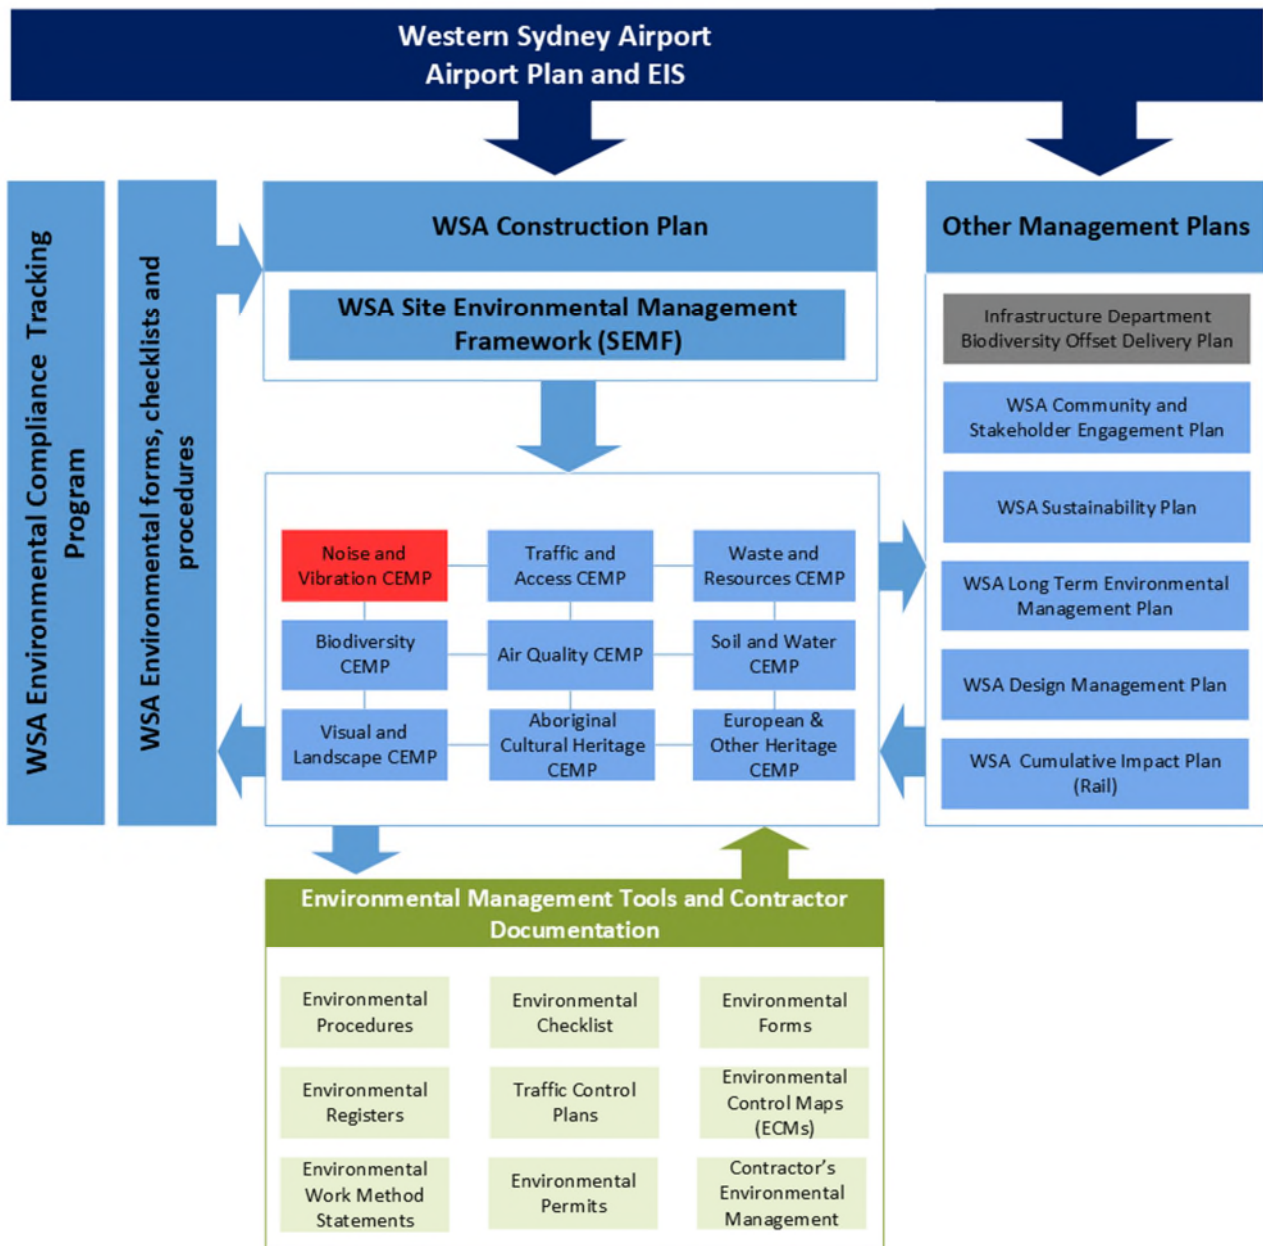 Western Sydney Airport
Airport Plan and EIS
WSA Environmental Compliance Tracking
Program
WSA Environmental forms, checklists and
procedures
WSA Construction Plan
WSA Site Environmental Management
Framework (SEMF)
Other Management Plans
Infrastructure Department
Biodiversity Offset Delivery Plan
WSA Community and
Stakeholder Engagement Plan
WSA Sustainability Plan
WSA Long Term Environmental
Management Plan
WSA Design Management Plan
WSA Cumulative Impact Plan
(Rail)
Noise and
Vibration CEMP
Traffic and
Access CEMP
Waste and
Resources CEMP
Biodiversity
CEMP
Air Quality CEMP
Soil and Water
CEMP
Visual and
Landscape CEMP
Aboriginal
Cultural Heritage
CEMP
European &
Other Heritage
CEMP
Environmental Management Tools and Contractor
Documentation
Environmental
Procedures
Environmental
Checklist
Environmental
Forms
Environmental
Registers
Traffic Control
Plans
Environmental
Control Maps
(ECMs)
Environmental
Work Method
Statements
Environmental
Permits
Contractor’s
Environmental
Management